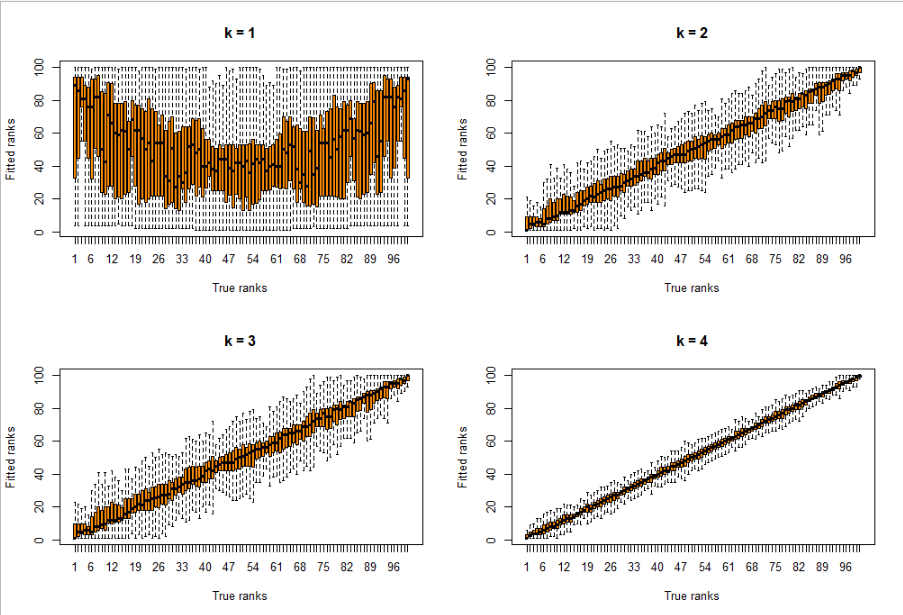 k = 1
Fitted ranks
0 20 40 60 80 100
1 6 12 19 26 33 40 47 54 61 68 75 82 89 96
True ranks
k = 2
Fitted ranks
0 20 40 60 80 100
1 6 12 19 26 33 40 47 54 61 68 75 82 89 96
True ranks
k = 3
Fitted ranks
0 20 40 60 80 100
1 6 12 19 26 33 40 47 54 61 68 75 82 89 96
True ranks
k = 4
Fitted ranks
0 20 40 60 80 100
1 6 12 19 26 33 40 47 54 61 68 75 82 89 96
True ranks